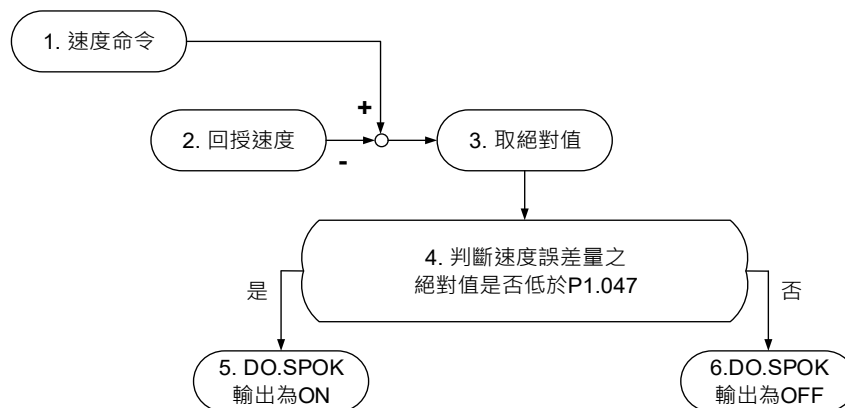 1. 速度命令
+
2. 回授速度
-
3. 取絕對值
4. 判斷速度誤差量之
絕對值是否低於P1.047
是
否
5. DO.SPOK
輸出為ON
6.DO.SPOK
輸出為OFF